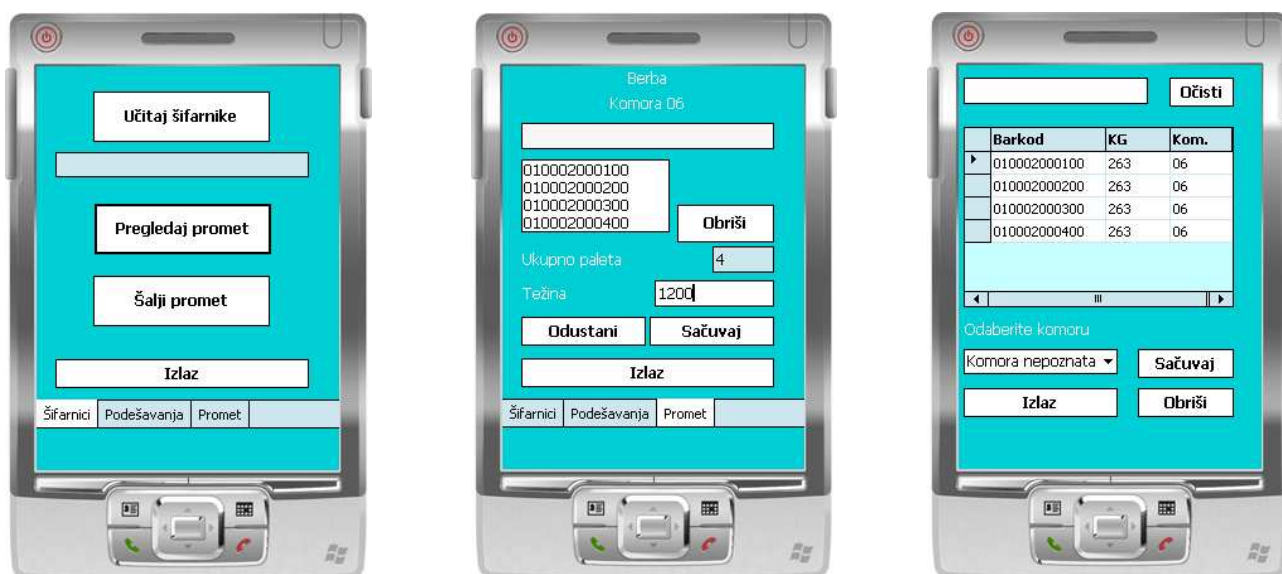 Učitaj šifarnike
Pregledaj promet
Šalji promet
Izlaz
Šifarnici Podešavanja Promet
Berba
Komora 06
010002000100
010002000200
010002000300
010002000400
Obriši
Ukupno paleta 4
Težina 1200
Odustani Sačuvaj
Izlaz
Šifarnici Podešavanja Promet
Očisti
Barkod KG Kom.
010002000100 263 06
010002000200 263 06
010002000300 263 06
010002000400 263 06
Odaberite komoru
Komora nepoznata Sačuvaj
Izlaz Obriši